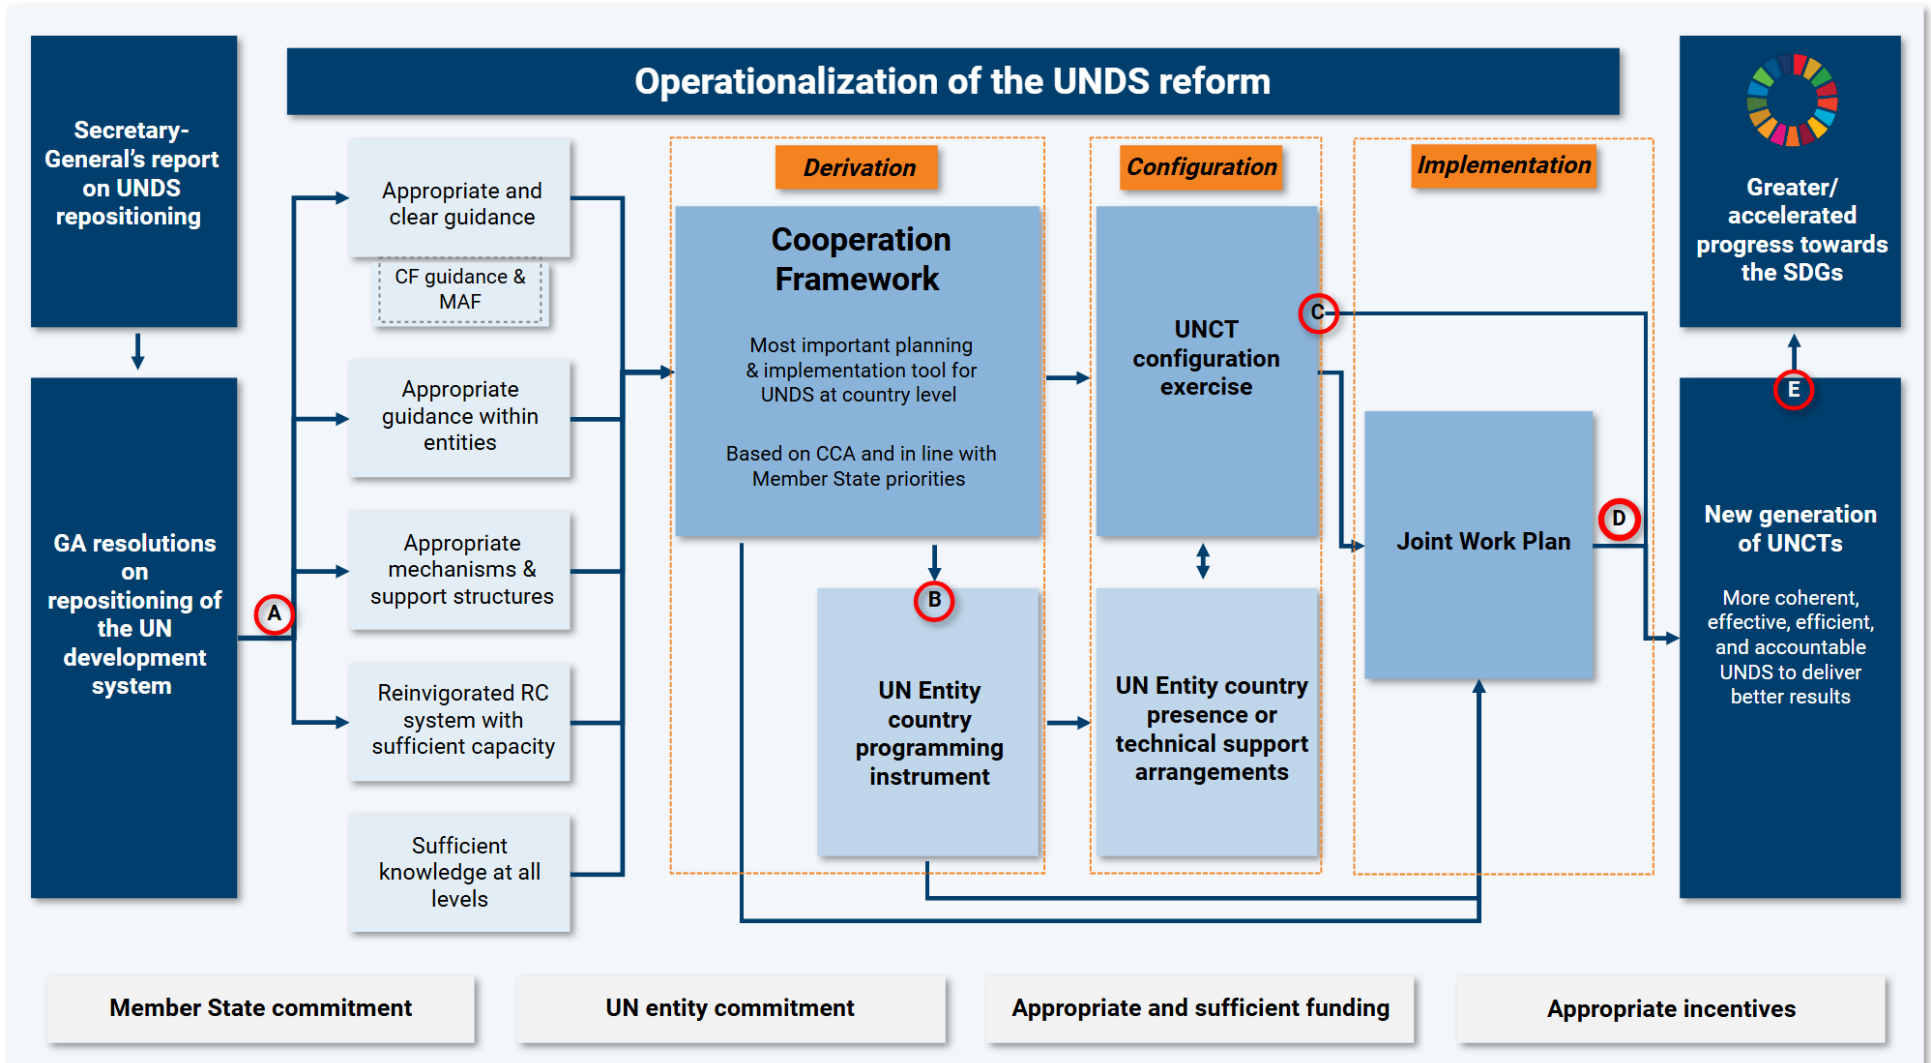 Secretary-
General’s report
on UNDS
repositioning
GA resolutions
on
repositioning of
the UN
development
system
A
Operationalization of the UNDS reform
Appropriate and
clear guidance
CF guidance &
MAF
Appropriate
guidance within
entities
Appropriate
mechanisms &
support structures
Reinvigorated RC
system with
sufficient capacity
Sufficient
knowledge at all
levels
Derivation
Cooperation
Framework
Most important planning
& implementation tool for
UNDS at country level
Based on CCA and in line with
Member State priorities
B
UN Entity
country
programming
instrument
Configuration
C
UNCT
configuration
exercise
UN Entity country
presence or
technical support
arrangements
Implementation
Joint Work Plan
D
Greater/
accelerated
progress towards
the SDGs
E
New generation
of UNCTs
More coherent,
effective, efficient,
and accountable
UNDS to deliver
better results
Member State commitment
UN entity commitment
Appropriate and sufficient funding
Appropriate incentives